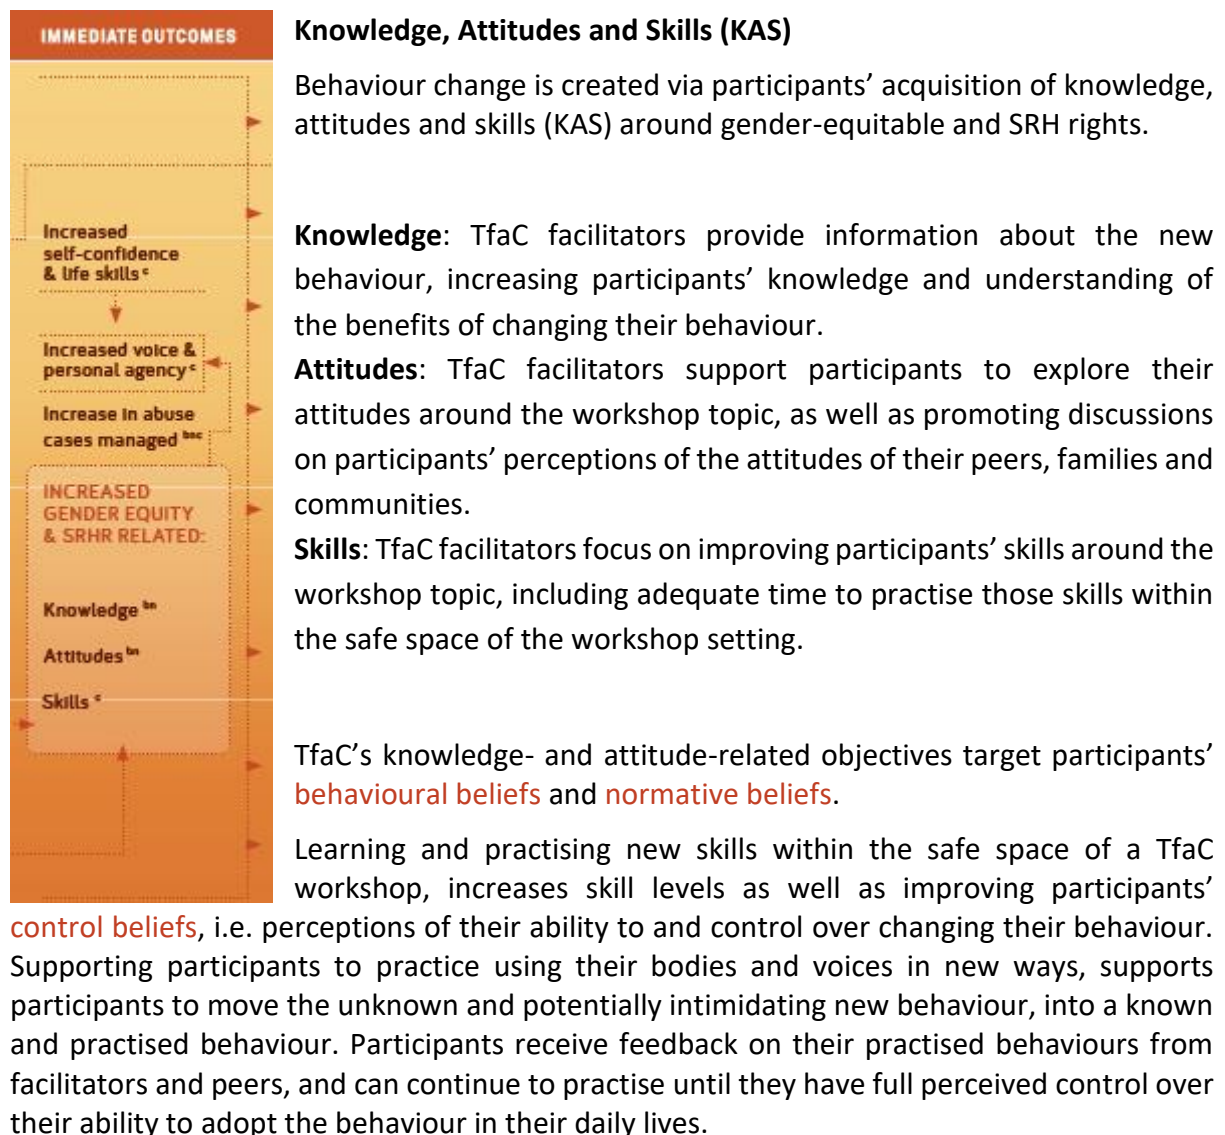 IMMEDIATE OUTCOMES
Increased
self-confidence
& life skills ᶜ
Increased voice &
personal agency ᶜ
Increase in abuse
cases managed ᵇⁿᶜ
INCREASED
GENDER EQUITY
& SRHR RELATED:
Knowledge ᵇⁿ
Attitudes ᵇⁿ
Skills ᶜ
Knowledge, Attitudes and Skills (KAS)
Behaviour change is created via participants’ acquisition of knowledge,
attitudes and skills (KAS) around gender-equitable and SRH rights.
Knowledge: TfaC facilitators provide information about the new
behaviour, increasing participants’ knowledge and understanding of
the benefits of changing their behaviour.
Attitudes: TfaC facilitators support participants to explore their
attitudes around the workshop topic, as well as promoting discussions
on participants’ perceptions of the attitudes of their peers, families and
communities.
Skills: TfaC facilitators focus on improving participants’ skills around the
workshop topic, including adequate time to practise those skills within
the safe space of the workshop setting.
TfaC’s knowledge- and attitude-related objectives target participants’
behavioural beliefs and normative beliefs.
Learning and practising new skills within the safe space of a TfaC
workshop, increases skill levels as well as improving participants’
control beliefs, i.e. perceptions of their ability to and control over changing their behaviour.
Supporting participants to practice using their bodies and voices in new ways, supports
participants to move the unknown and potentially intimidating new behaviour, into a known
and practised behaviour. Participants receive feedback on their practised behaviours from
facilitators and peers, and can continue to practise until they have full perceived control over
their ability to adopt the behaviour in their daily lives.